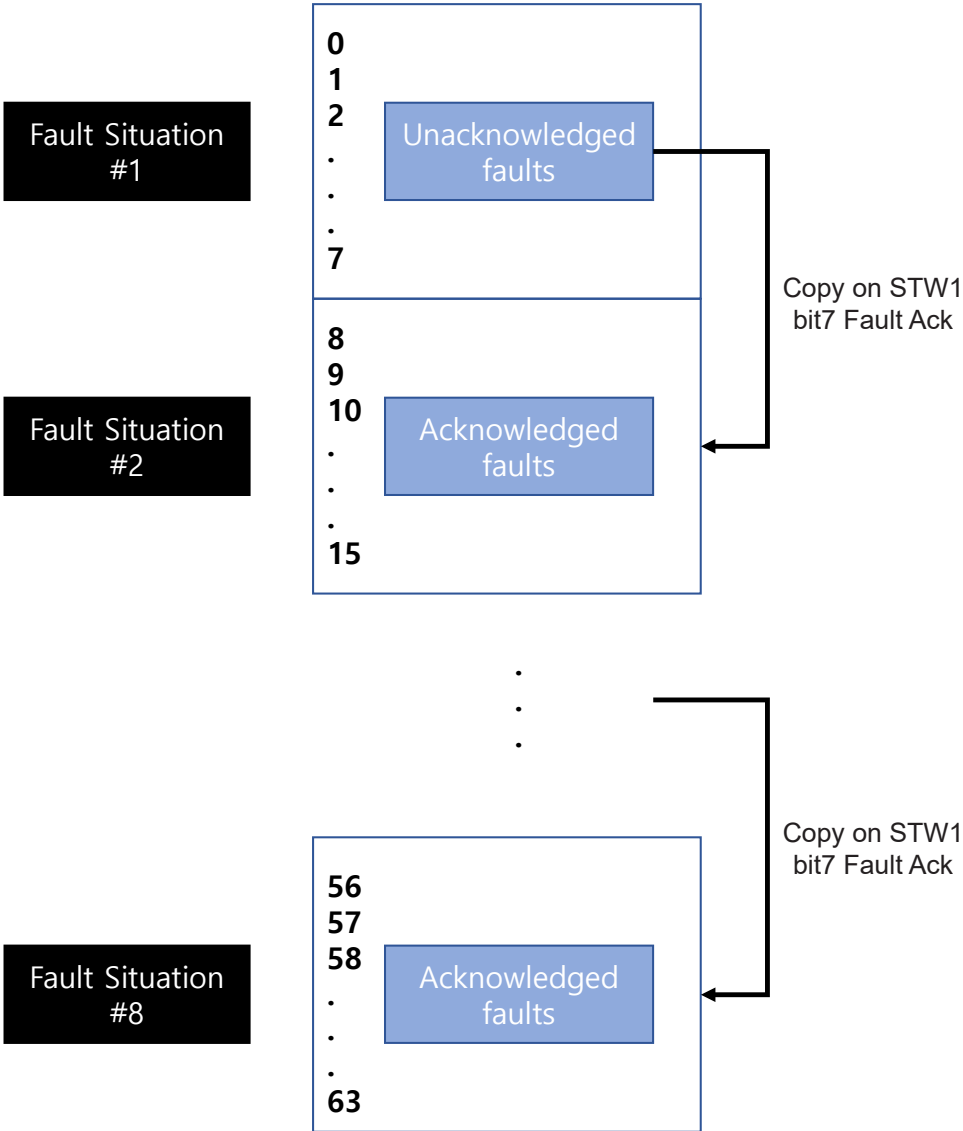 Fault Situation
#1
0
1
2
.
.
.
7
Unacknowledged
faults
Copy on STW1
bit7 Fault Ack
Fault Situation
#2
8
9
10
.
.
.
15
Acknowledged
faults
.
.
.
Copy on STW1
bit7 Fault Ack
Fault Situation
#8
56
57
58
.
.
.
63
Acknowledged
faults